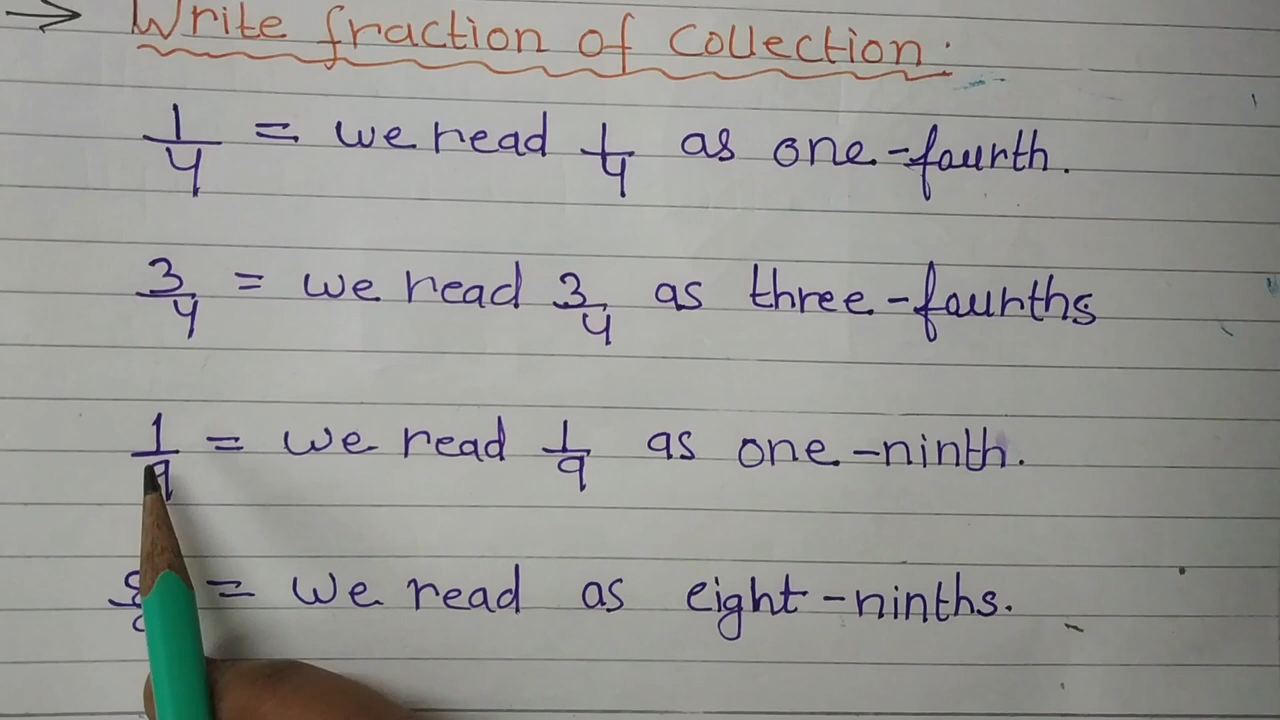 → Write fraction of collection.
1/4 = we read 1/4 as one-fourth.
3/4 = we read 3/4 as three-fourths
1/9 = we read 1/9 as one-ninth.
= we read as eight-ninths.